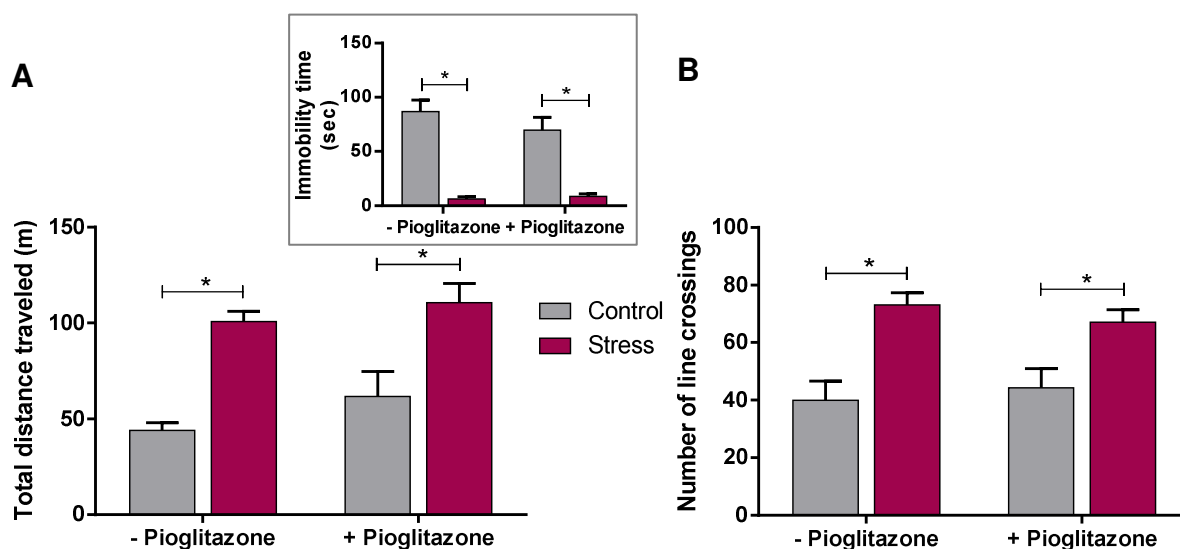 A
Total distance traveled (m)
150
100
50
0
*
*
- Pioglitazone
+ Pioglitazone
Immobility time
(sec)
150
100
50
0
*
*
- Pioglitazone
+ Pioglitazone
Control
Stress
B
Number of line crossings
100
80
60
40
20
0
*
*
- Pioglitazone
+ Pioglitazone